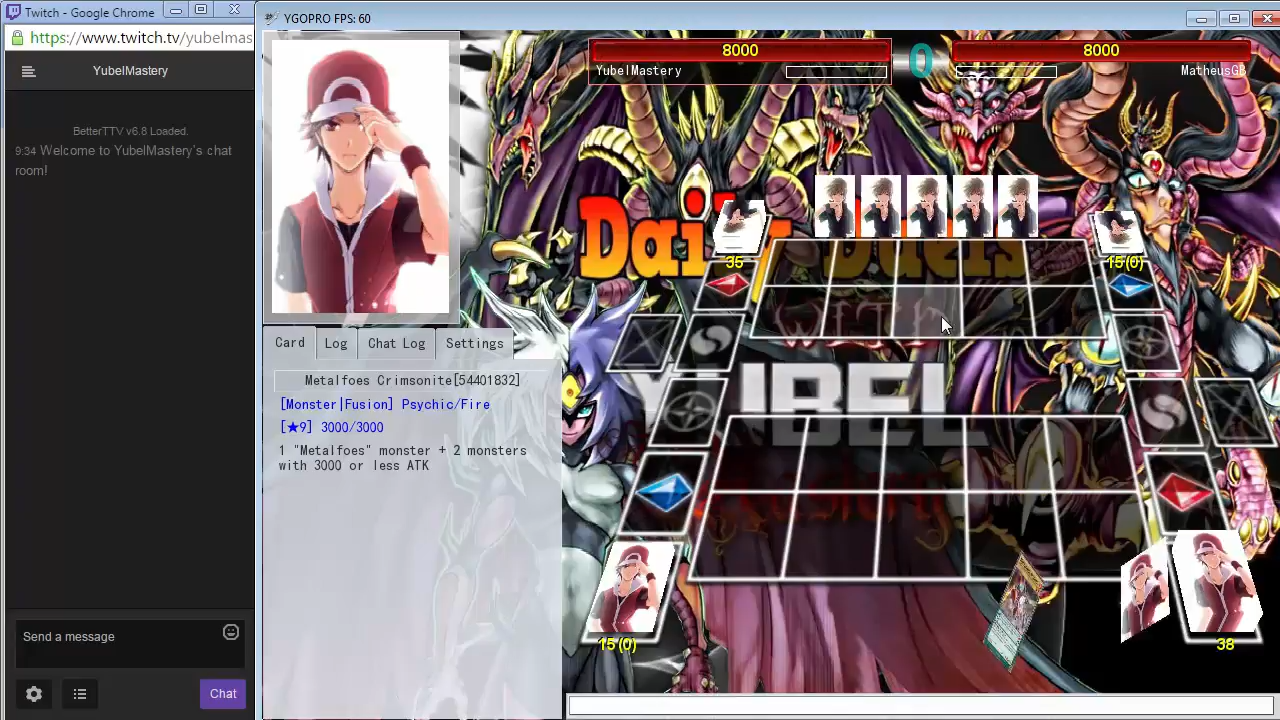 Twitch - Google Chrome
https://www.twitch.tv/yubelmas
YubelMastery
BetterTTV v6.8 Loaded.
9:34 Welcome to YubelMastery's chat
room!
Send a message
Chat
YGOPRO FPS: 60
8000
0
8000
YubelMastery
MatheusGB
Duels
35
15(0)
WITH
YUBEL
Card
Log
Chat Log
Settings
Metalfoes Crimsonite[54401832]
[Monster|Fusion] Psychic/Fire
[★9] 3000/3000
1 "Metalfoes" monster + 2 monsters
with 3000 or less ATK
15(0)
38